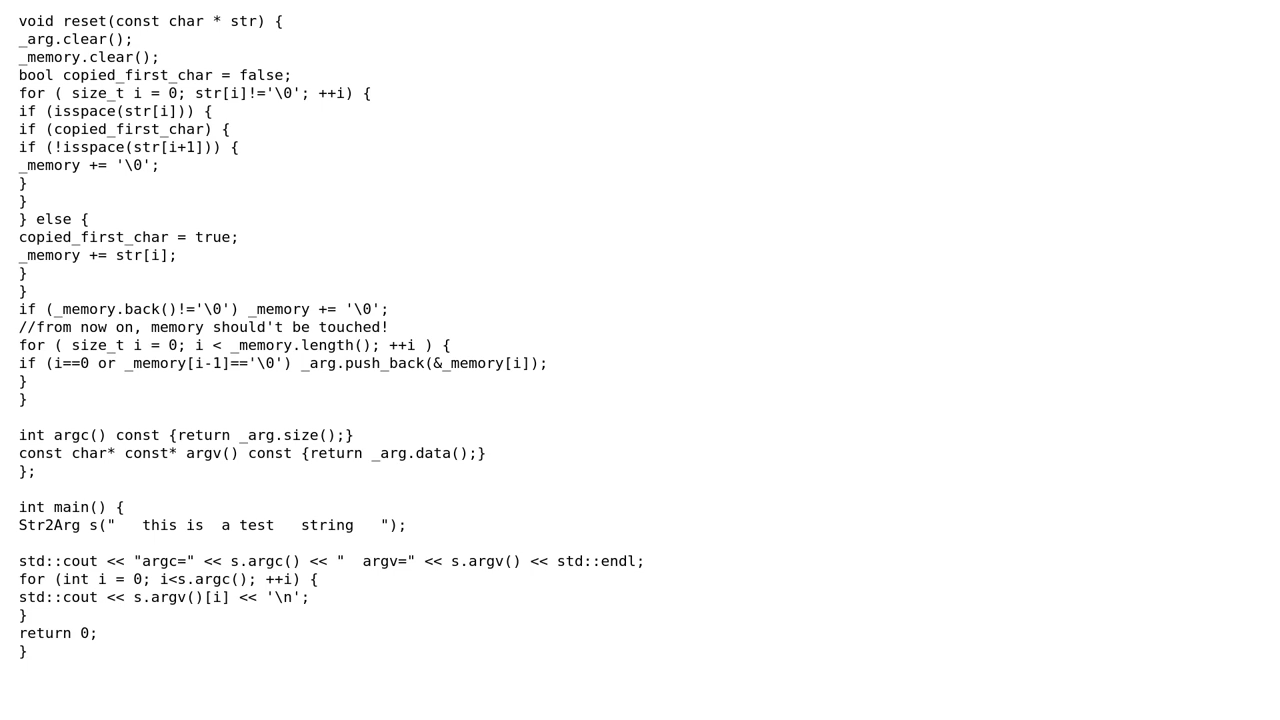 void reset(const char * str) {
_arg.clear();
_memory.clear();
bool copied_first_char = false;
for ( size_t i = 0; str[i]!='\0'; ++i) {
if (isspace(str[i])) {
if (copied_first_char) {
if (!isspace(str[i+1])) {
_memory += '\0';
}
}
} else {
copied_first_char = true;
_memory += str[i];
}
}
if (_memory.back()!='\0') _memory += '\0';
//from now on, memory should't be touched!
for ( size_t i = 0; i < _memory.length(); ++i ) {
if (i==0 or _memory[i-1]=='\0') _arg.push_back(&_memory[i]);
}
}

int argc() const {return _arg.size();}
const char* const* argv() const {return _arg.data();}
};

int main() {
Str2Arg s("   this is  a test   string   ");

std::cout << "argc=" << s.argc() << "  argv=" << s.argv() << std::endl;
for (int i = 0; i<s.argc(); ++i) {
std::cout << s.argv()[i] << '\n';
}
return 0;
}